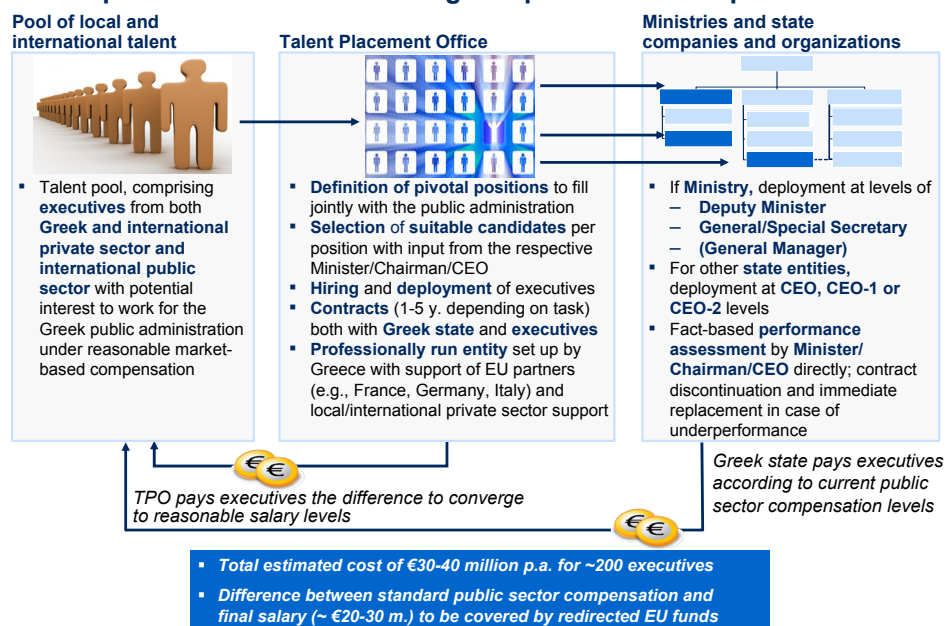 Pool of local and
international talent
Talent Placement Office
Ministries and state
companies and organizations
▪ Talent pool, comprising
executives from both
Greek and international
private sector and
international public
sector with potential
interest to work for the
Greek public administration
under reasonable market-
based compensation
▪ Definition of pivotal positions to fill
jointly with the public administration
▪ Selection of suitable candidates per
position with input from the respective
Minister/Chairman/CEO
▪ Hiring and deployment of executives
▪ Contracts (1-5 y. depending on task)
both with Greek state and executives
▪ Professionally run entity set up by
Greece with support of EU partners
(e.g., France, Germany, Italy) and
local/international private sector support
▪ If Ministry, deployment at levels of
– Deputy Minister
– General/Special Secretary
– (General Manager)
▪ For other state entities,
deployment at CEO, CEO-1 or
CEO-2 levels
▪ Fact-based performance
assessment by Minister/
Chairman/CEO directly; contract
discontinuation and immediate
replacement in case of
underperformance
€ €
TPO pays executives the difference to converge
to reasonable salary levels
Greek state pays executives
according to current public
sector compensation levels
€ €
▪ Total estimated cost of €30-40 million p.a. for ~200 executives
▪ Difference between standard public sector compensation and
final salary (~ €20-30 m.) to be covered by redirected EU funds